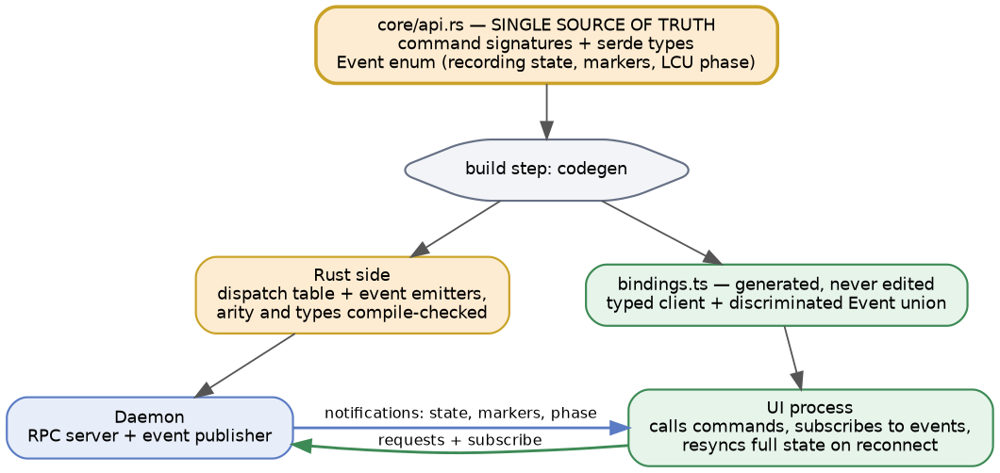 core/api.rs — SINGLE SOURCE OF TRUTH
command signatures + serde types
Event enum (recording state, markers, LCU phase)
build step: codegen
Rust side
dispatch table + event emitters,
arity and types compile-checked
bindings.ts — generated, never edited
typed client + discriminated Event union
Daemon
RPC server + event publisher
notifications: state, markers, phase
requests + subscribe
UI process
calls commands, subscribes to events,
resyncs full state on reconnect